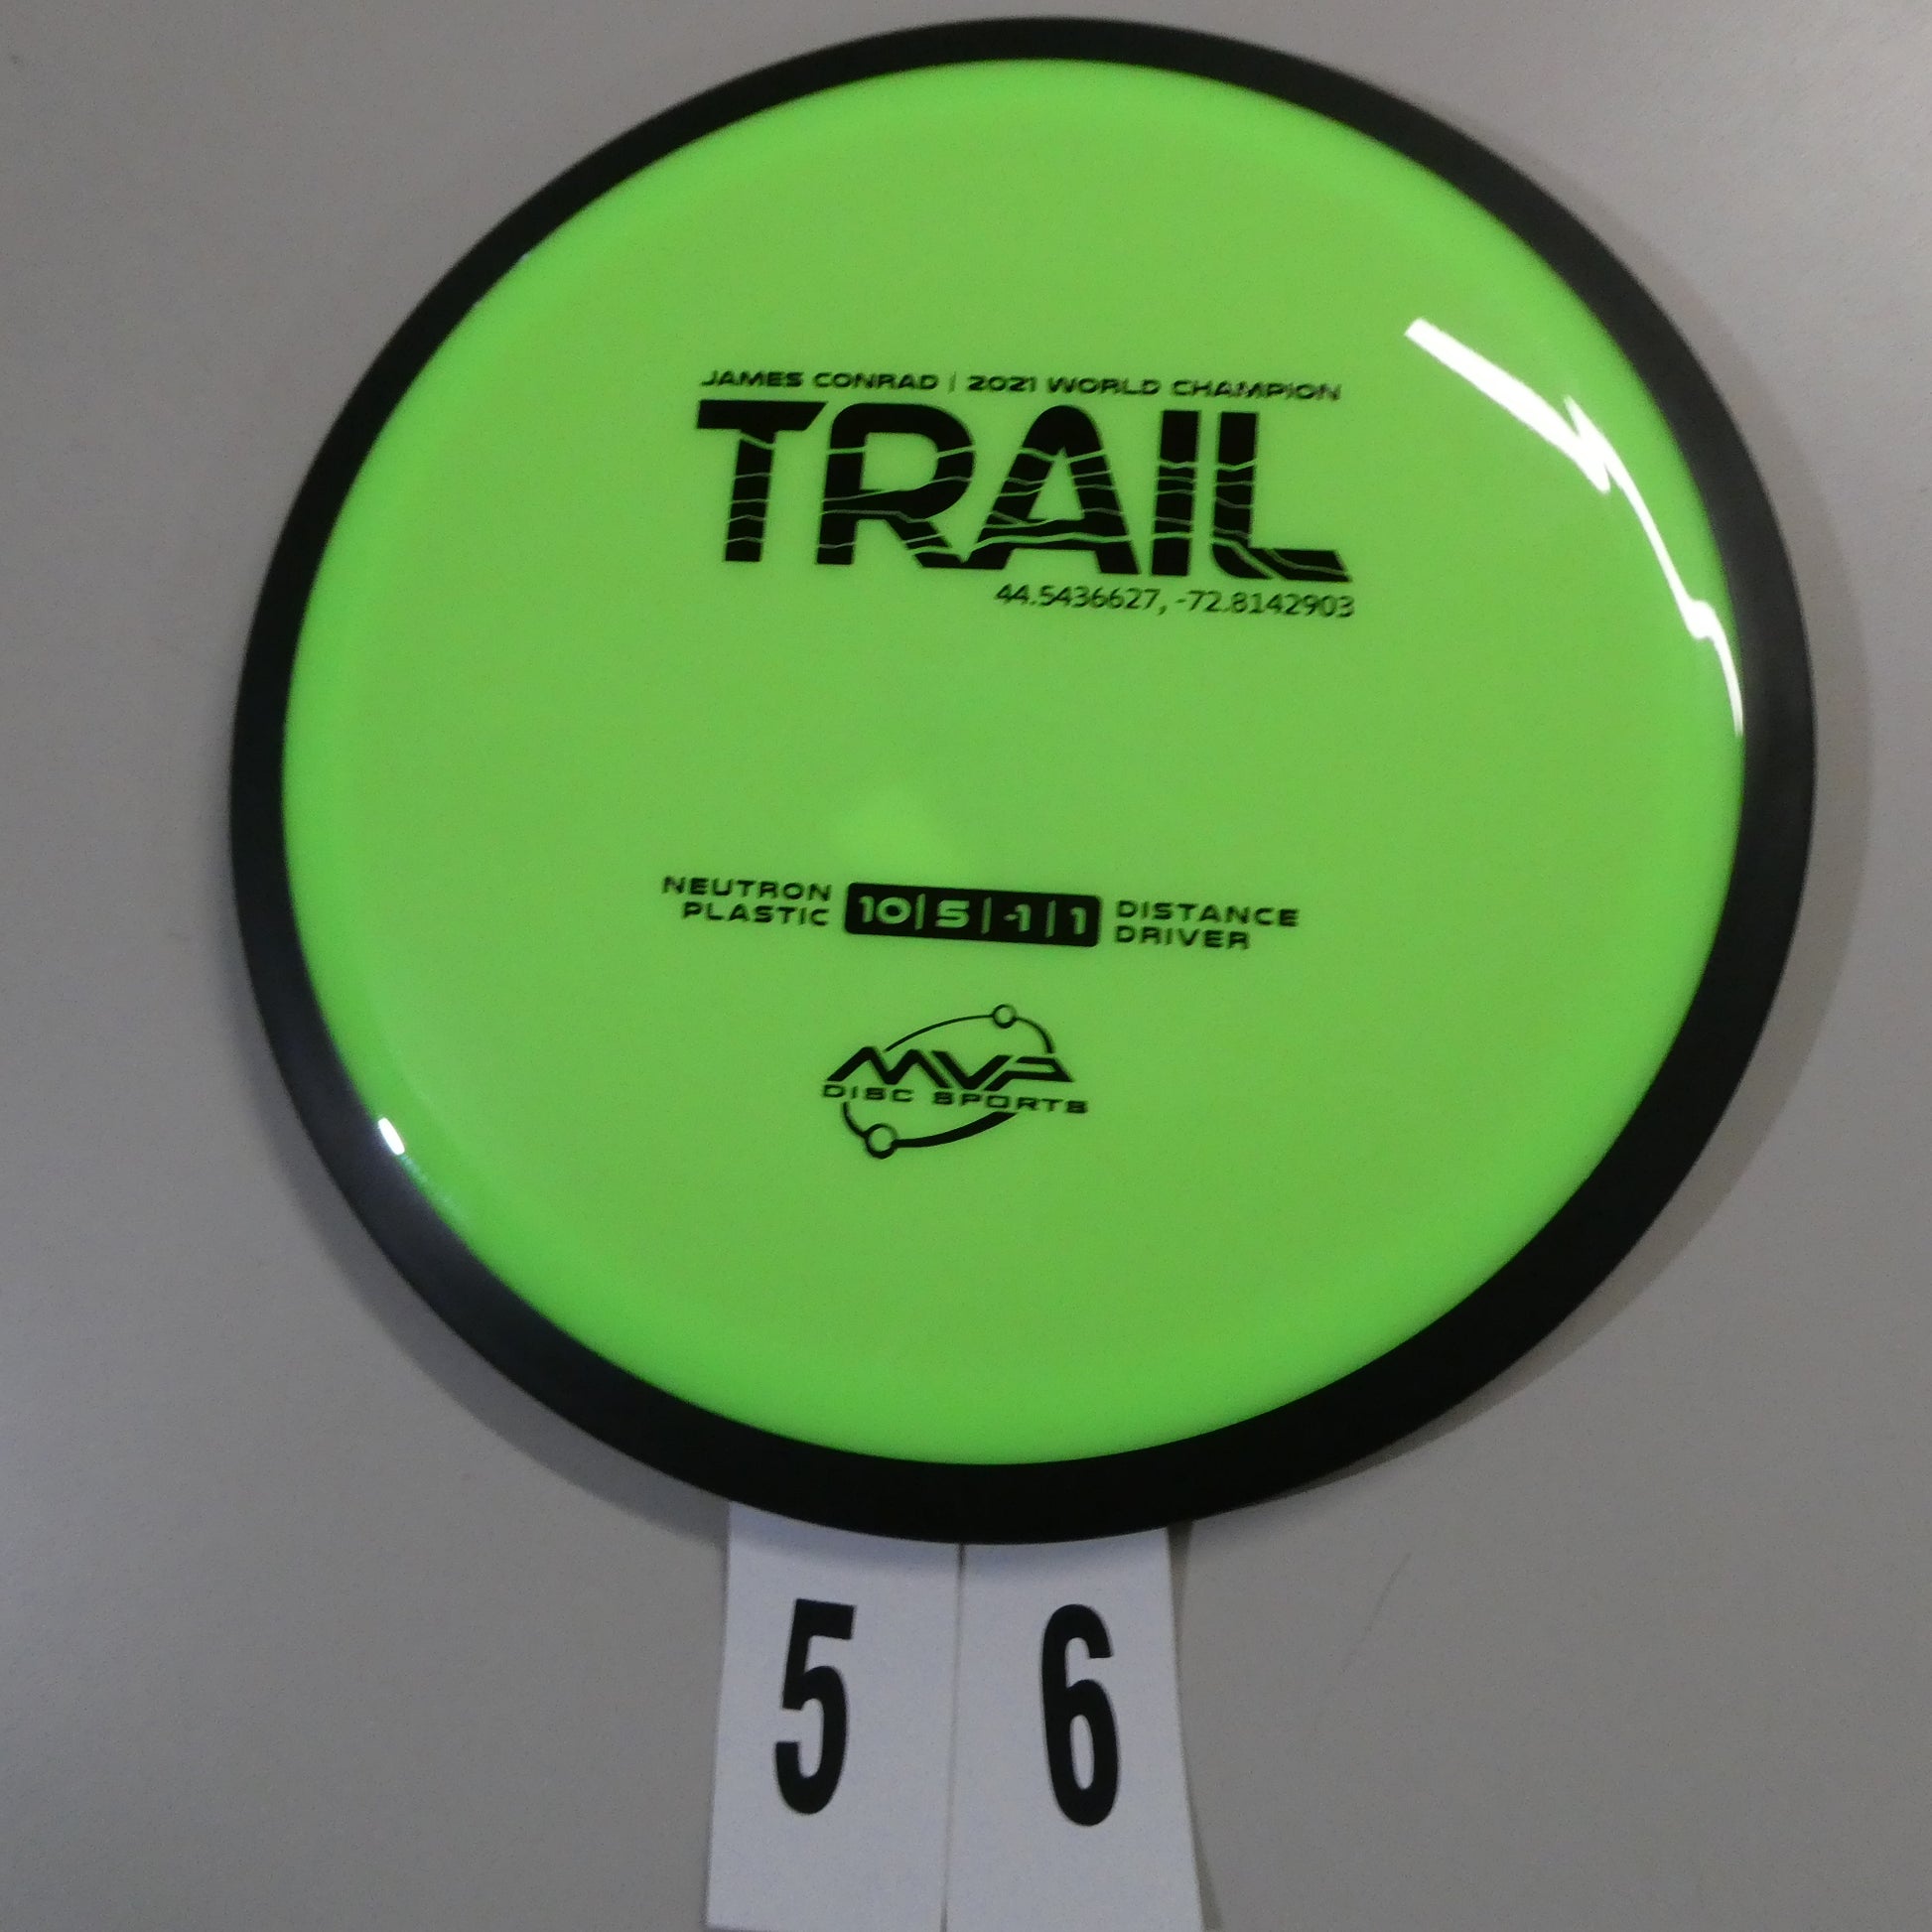 JAMES CONRAD | 2021 WORLD CHAMPION
TRAIL
44.5436627, -72.8142903
NEUTRON
PLASTIC
10 | 5 | -1 | 1
DISTANCE
DRIVER
MVP
DISC SPORTS
5 6